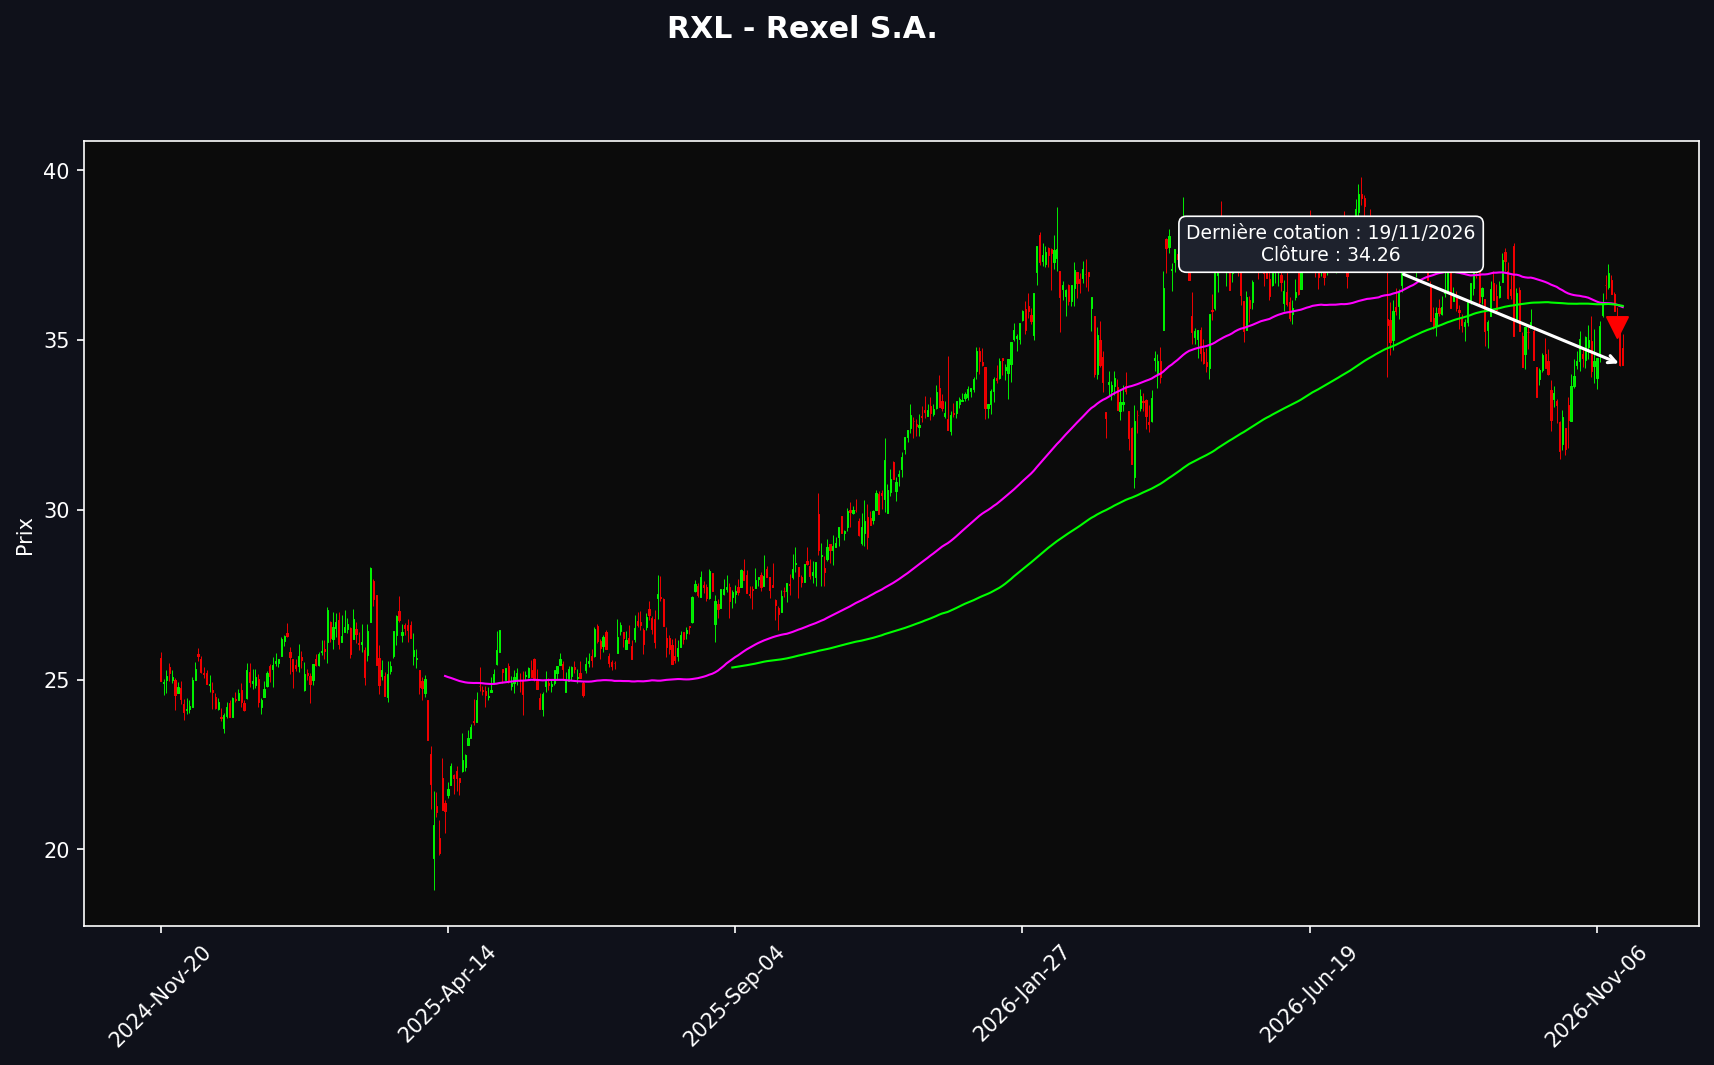 RXL - Rexel S.A.
Dernière cotation : 19/11/2026
Clôture : 34.26
Prix
40
35
30
25
20
2024-Nov-20
2025-Apr-14
2025-Sep-04
2026-Jan-27
2026-Jun-19
2026-Nov-06